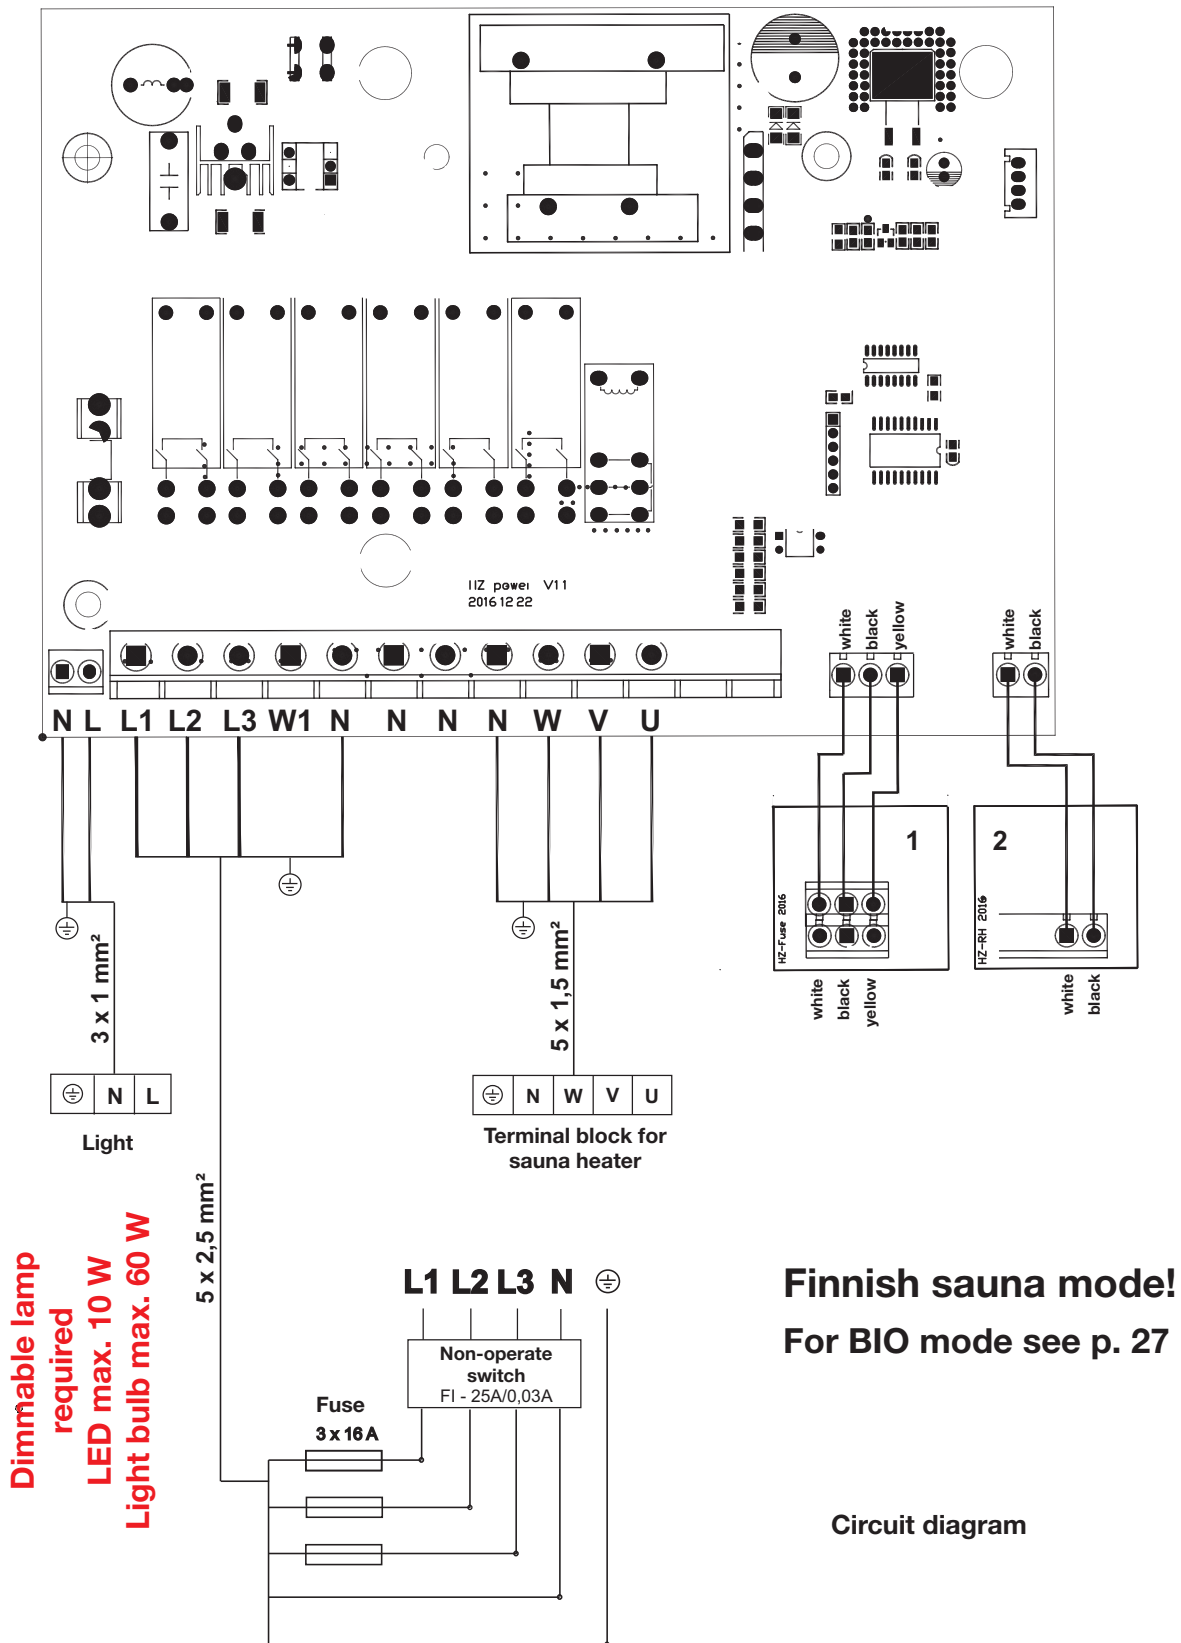 IIZ power V11
2016 12 22
white
black
yellow
white
black
N L L1 L2 L3 W1 N N N N W V U
1
2
HZ-Fuse 2016
HZ-RH 2016
white
black
yellow
white
black
3 x 1 mm²
5 x 1,5 mm²
N L
Light
N W V U
Terminal block for
sauna heater
5 x 2,5 mm²
Dimmable lamp
required
LED max. 10 W
Light bulb max. 60 W
L1 L2 L3 N
Non-operate
switch
FI - 25A/0,03A
Fuse
3 x 16 A
Finnish sauna mode!
For BIO mode see p. 27
Circuit diagram